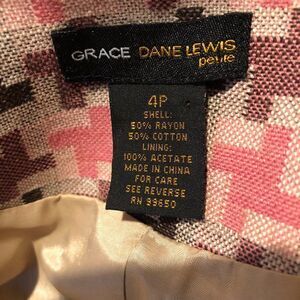 GRACE DANE LEWIS
petite
4P
SHELL:
50% RAYON
50% COTTON
LINING:
100% ACETATE
MADE IN CHINA
FOR CARE
SEE REVERSE
RN 99650